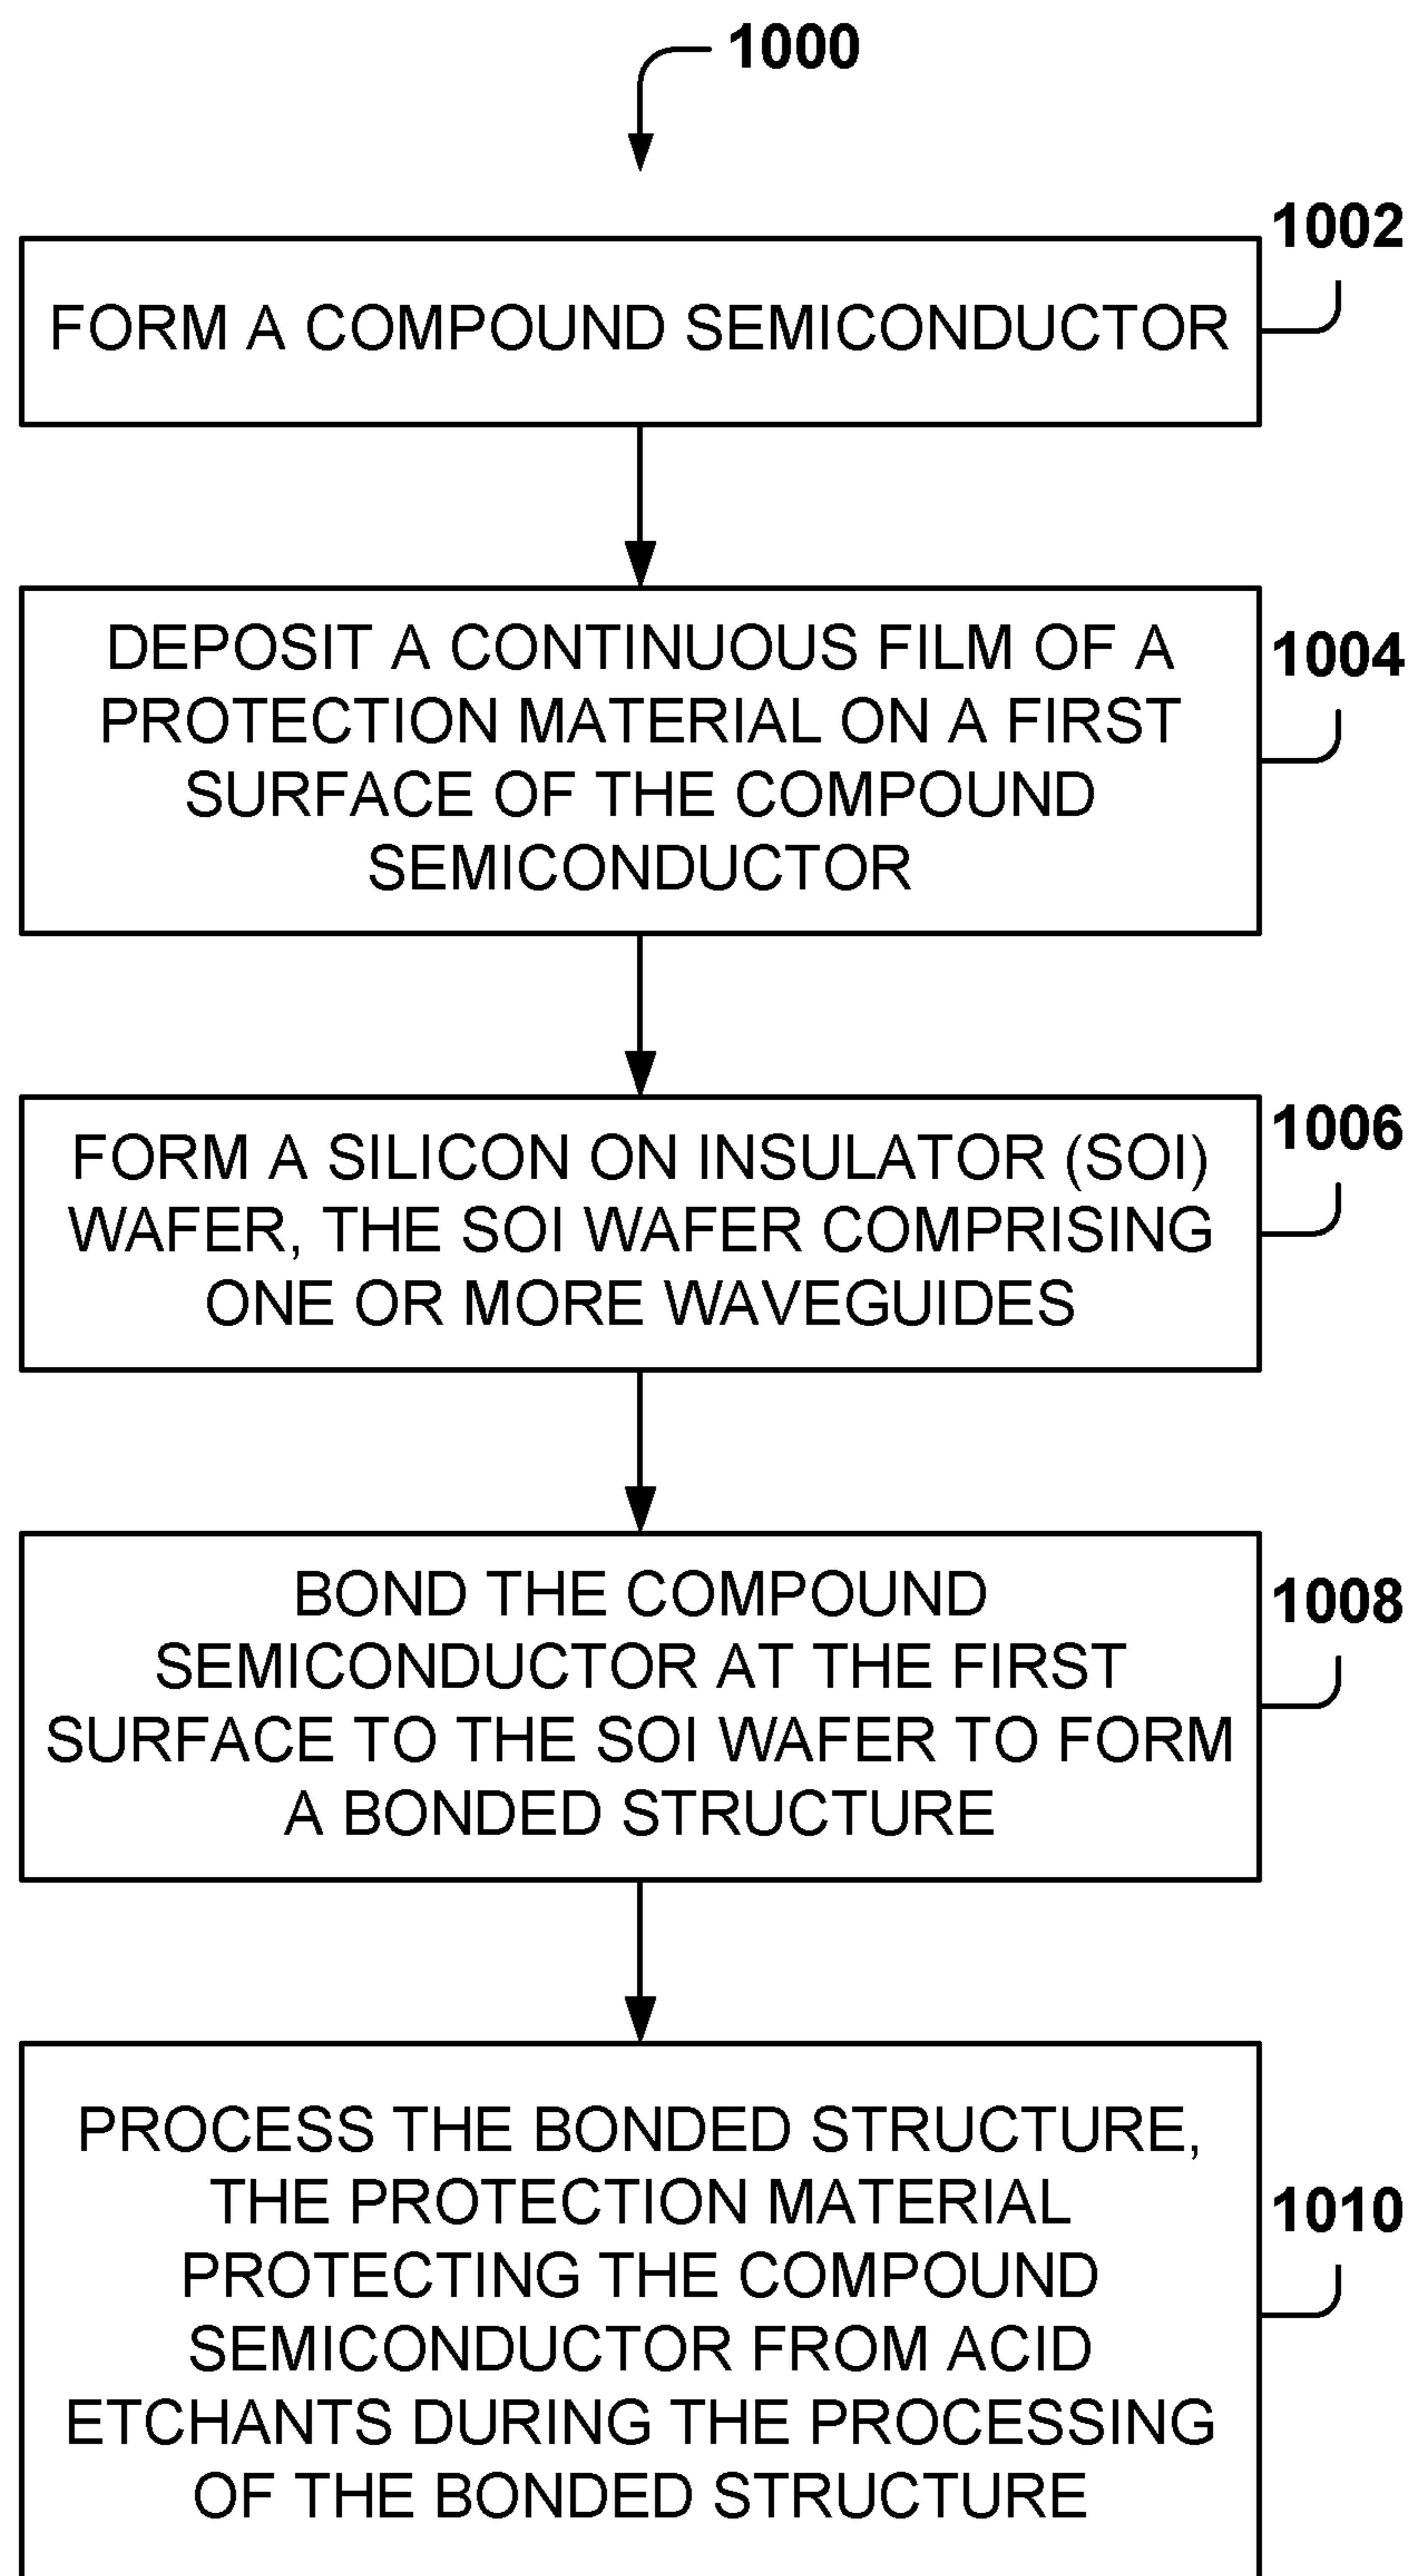 1000
1002
FORM A COMPOUND SEMICONDUCTOR
DEPOSIT A CONTINUOUS FILM OF A
PROTECTION MATERIAL ON A FIRST
SURFACE OF THE COMPOUND
SEMICONDUCTOR
1004
FORM A SILICON ON INSULATOR (SOI)
WAFER, THE SOI WAFER COMPRISING
ONE OR MORE WAVEGUIDES
1006
BOND THE COMPOUND
SEMICONDUCTOR AT THE FIRST
SURFACE TO THE SOI WAFER TO FORM
A BONDED STRUCTURE
1008
PROCESS THE BONDED STRUCTURE,
THE PROTECTION MATERIAL
PROTECTING THE COMPOUND
SEMICONDUCTOR FROM ACID
ETCHANTS DURING THE PROCESSING
OF THE BONDED STRUCTURE
1010